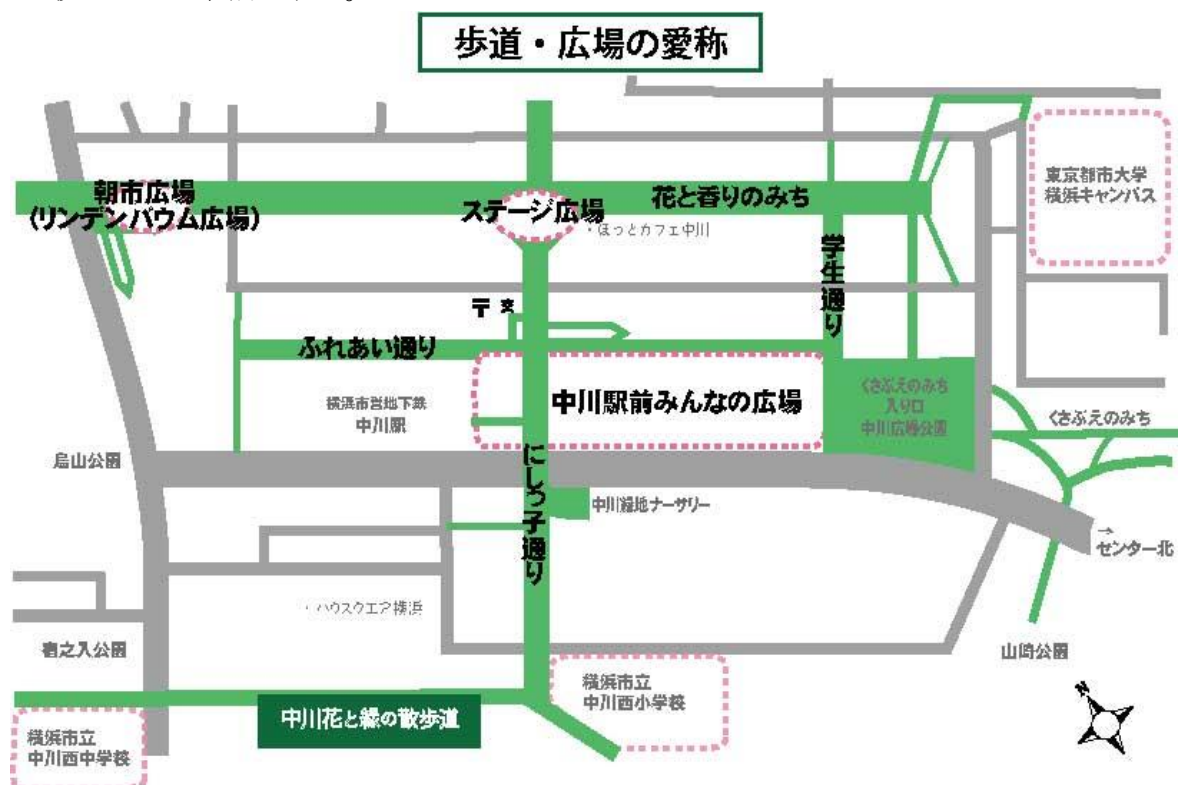 歩道・広場の愛称
朝市広場
(リンデンバウム広場)
ステージ広場
花と香りのみち
東京都市大学
横浜キャンパス
・ほっとカフェ中川
学生通り
〒
ふれあい通り
横浜市営地下鉄
中川駅
中川駅前みんなの広場
くさぶえのみち
入り口
中川広場公園
くさぶえのみち
烏山公園
にしっ子通り
中川緑地ナーサリー
→
センター北
・ハウスクエア横浜
宿之入公園
山崎公園
横浜市立
中川西小学校
中川花と緑の散歩道
横浜市立
中川西中学校
N